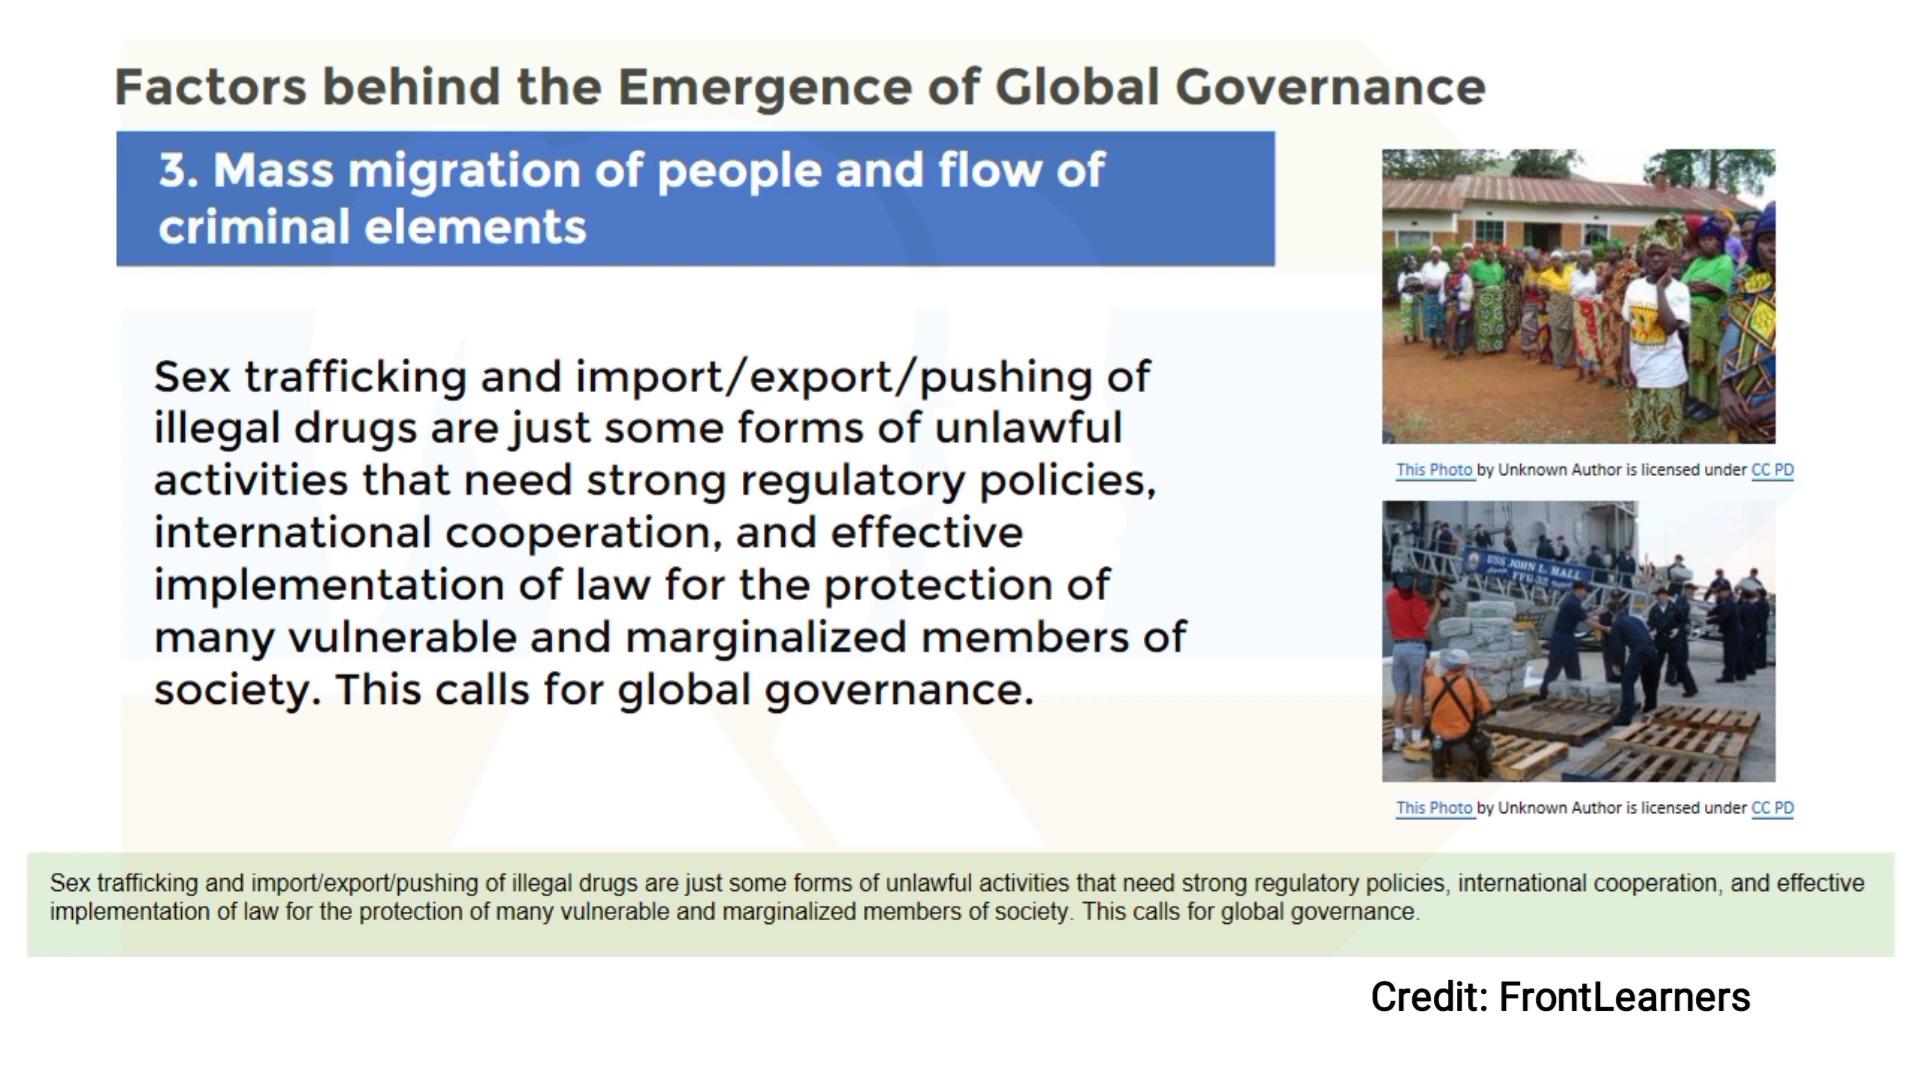 Factors behind the Emergence of Global Governance
3. Mass migration of people and flow of
criminal elements
Sex trafficking and import/export/pushing of
illegal drugs are just some forms of unlawful
activities that need strong regulatory policies,
international cooperation, and effective
implementation of law for the protection of
many vulnerable and marginalized members of
society. This calls for global governance.
This Photo by Unknown Author is licensed under CC PD
USS JOHN L. HALL
FFG-32
This Photo by Unknown Author is licensed under CC PD
Sex trafficking and import/export/pushing of illegal drugs are just some forms of unlawful activities that need strong regulatory policies, international cooperation, and effective
implementation of law for the protection of many vulnerable and marginalized members of society. This calls for global governance.
Credit: FrontLearners